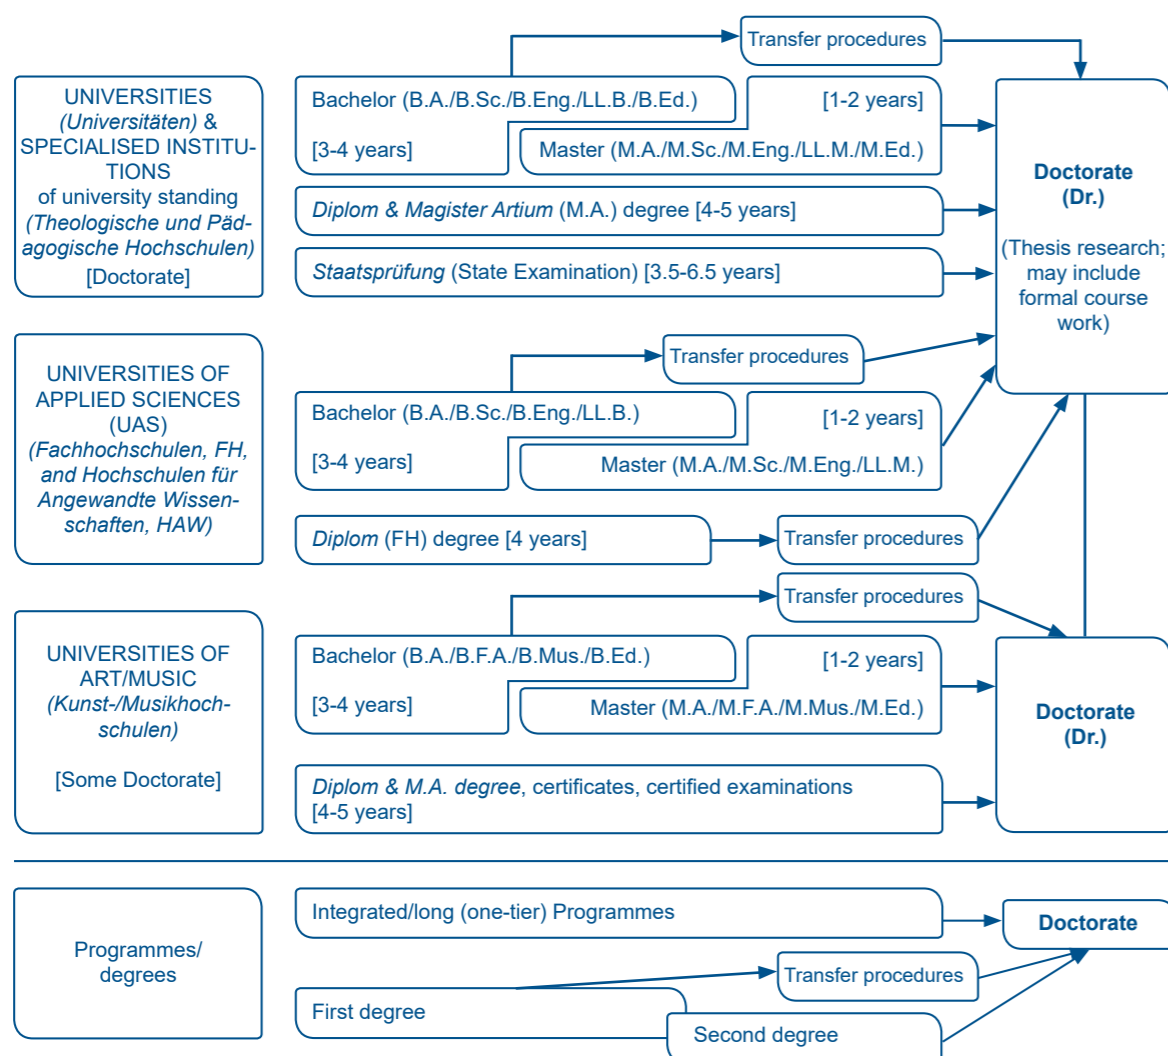 Transfer procedures
UNIVERSITIES
(Universitäten) &
SPECIALISED INSTITU-
TIONS
of university standing
(Theologische und Päd-
agogische Hochschulen)
[Doctorate]
Bachelor (B.A./B.Sc./B.Eng./LL.B./B.Ed.)
[3-4 years]
[1-2 years]
Master (M.A./M.Sc./M.Eng./LL.M./M.Ed.)
Diplom & Magister Artium (M.A.) degree [4-5 years]
Staatsprüfung (State Examination) [3.5-6.5 years]
Doctorate
(Dr.)
(Thesis research;
may include
formal course
work)
UNIVERSITIES OF
APPLIED SCIENCES
(UAS)
(Fachhochschulen, FH,
and Hochschulen für
Angewandte Wissen-
schaften, HAW)
Transfer procedures
Bachelor (B.A./B.Sc./B.Eng./LL.B.)
[3-4 years]
[1-2 years]
Master (M.A./M.Sc./M.Eng./LL.M.)
Diplom (FH) degree [4 years]
Transfer procedures
Transfer procedures
UNIVERSITIES OF
ART/MUSIC
(Kunst-/Musikhoch-
schulen)
[Some Doctorate]
Bachelor (B.A./B.F.A./B.Mus./B.Ed.)
[3-4 years]
[1-2 years]
Master (M.A./M.F.A./M.Mus./M.Ed.)
Diplom & M.A. degree, certificates, certified examinations
[4-5 years]
Doctorate
(Dr.)
Programmes/
degrees
Integrated/long (one-tier) Programmes
Doctorate
Transfer procedures
First degree
Second degree